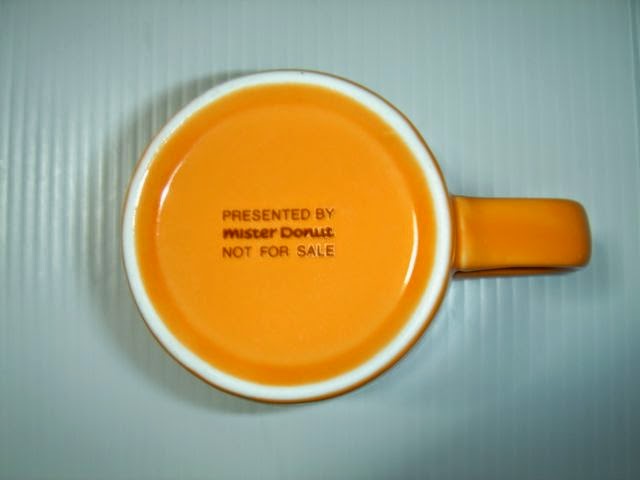 PRESENTED BY
mister Donut
NOT FOR SALE